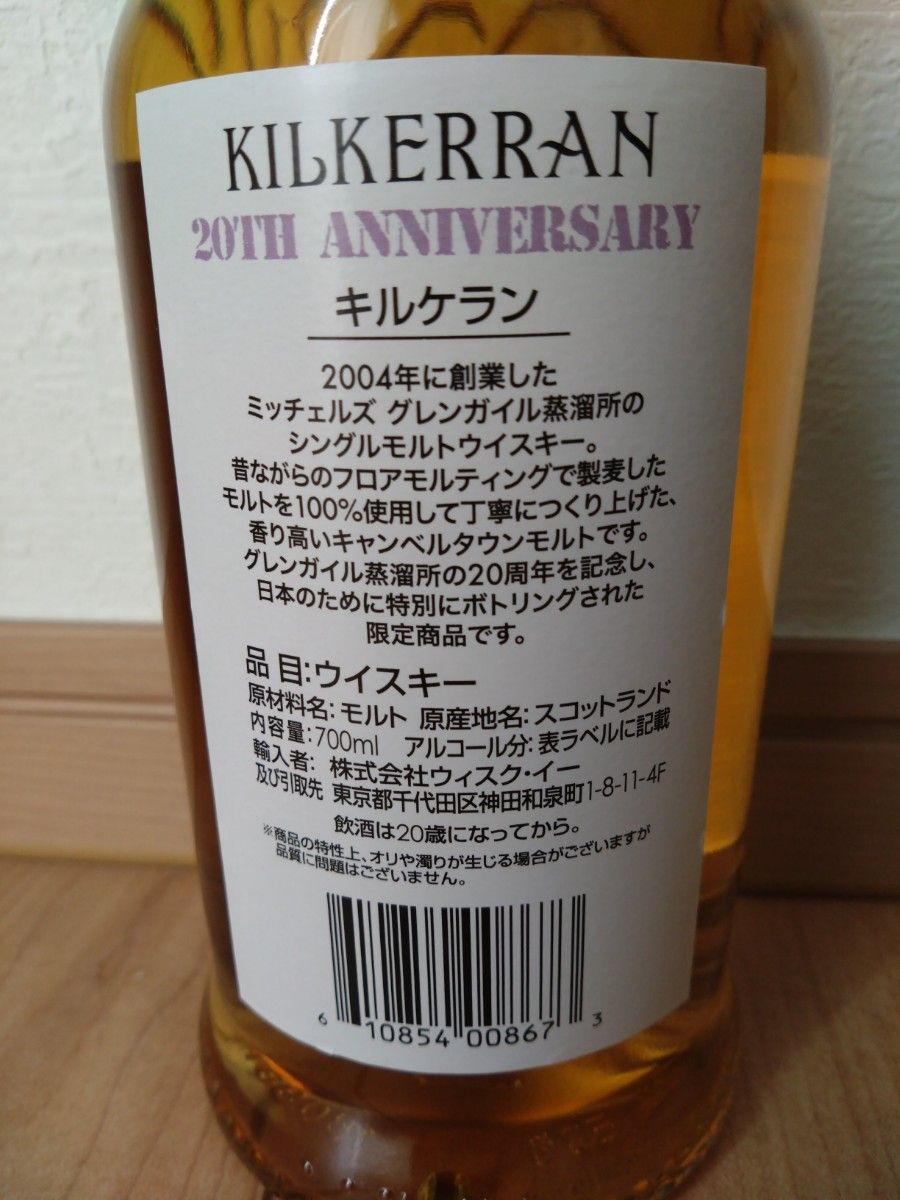 KILKERRAN
20TH ANNIVERSARY
キルケラン
2004年に創業した
ミッチェルズ グレンガイル蒸溜所の
シングルモルトウイスキー。
昔ながらのフロアモルティングで製麦した
モルトを100%使用して丁寧につくり上げた、
香り高いキャンベルタウンモルトです。
グレンガイル蒸溜所の20周年を記念し、
日本のために特別にボトリングされた
限定商品です。
品 目:ウイスキー
原材料名:モルト 原産地名:スコットランド
内容量:700ml アルコール分:表ラベルに記載
輸入者: 株式会社ウィスク・イー
及び引取先 東京都千代田区神田和泉町1-8-11-4F
飲酒は20歳になってから。
※商品の特性上、オリや濁りが生じる場合がございますが
品質に問題はございません。
6 10854 00867 3